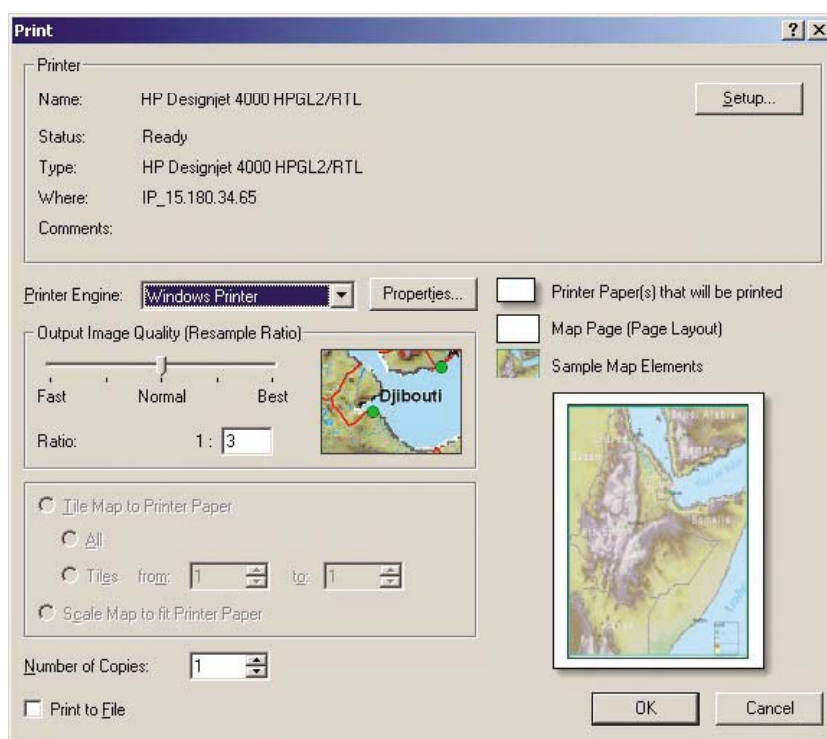 Print
Printer
Name: HP Designjet 4000 HPGL2/RTL
Setup...
Status: Ready
Type: HP Designjet 4000 HPGL2/RTL
Where: IP_15.180.34.65
Comments:
Printer Engine: Windows Printer
Properties...
Printer Paper(s) that will be printed
Map Page (Page Layout)
Sample Map Elements
Output Image Quality (Resample Ratio)
Fast Normal Best
Ratio: 1 : 3
Djibouti
Tile Map to Printer Paper
All
Tiles from: 1 to: 1
Scale Map to fit Printer Paper
Somalia
Number of Copies: 1
Print to File
OK
Cancel